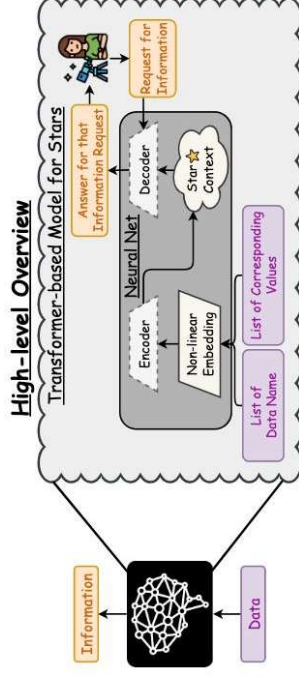 High-level Overview
Transformer-based Model for Stars
Information
Data
Answer for that
Information Request
Request for
Information
Neural Net
Encoder
Decoder
Non-linear
Embedding
Star
Context
List of
Data Name
List of Corresponding
Values